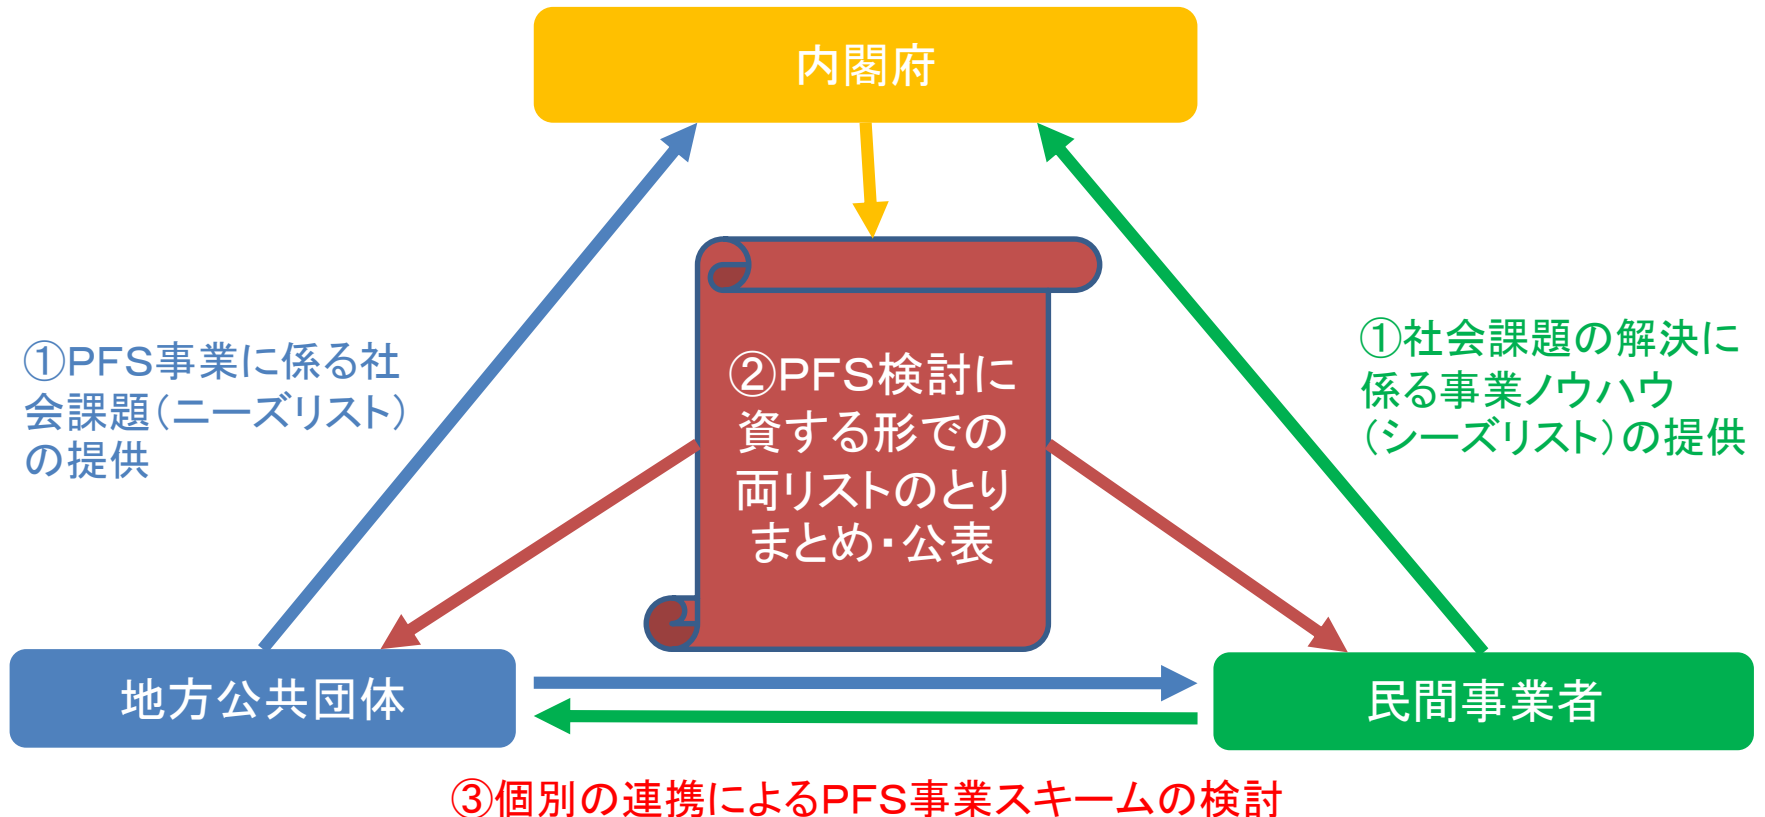 内閣府
①PFS事業に係る社
会課題(ニーズリスト)
の提供
②PFS検討に
資する形での
両リストのとり
まとめ・公表
①社会課題の解決に
係る事業ノウハウ
(シーズリスト)の提供
地方公共団体
民間事業者
③個別の連携によるPFS事業スキームの検討